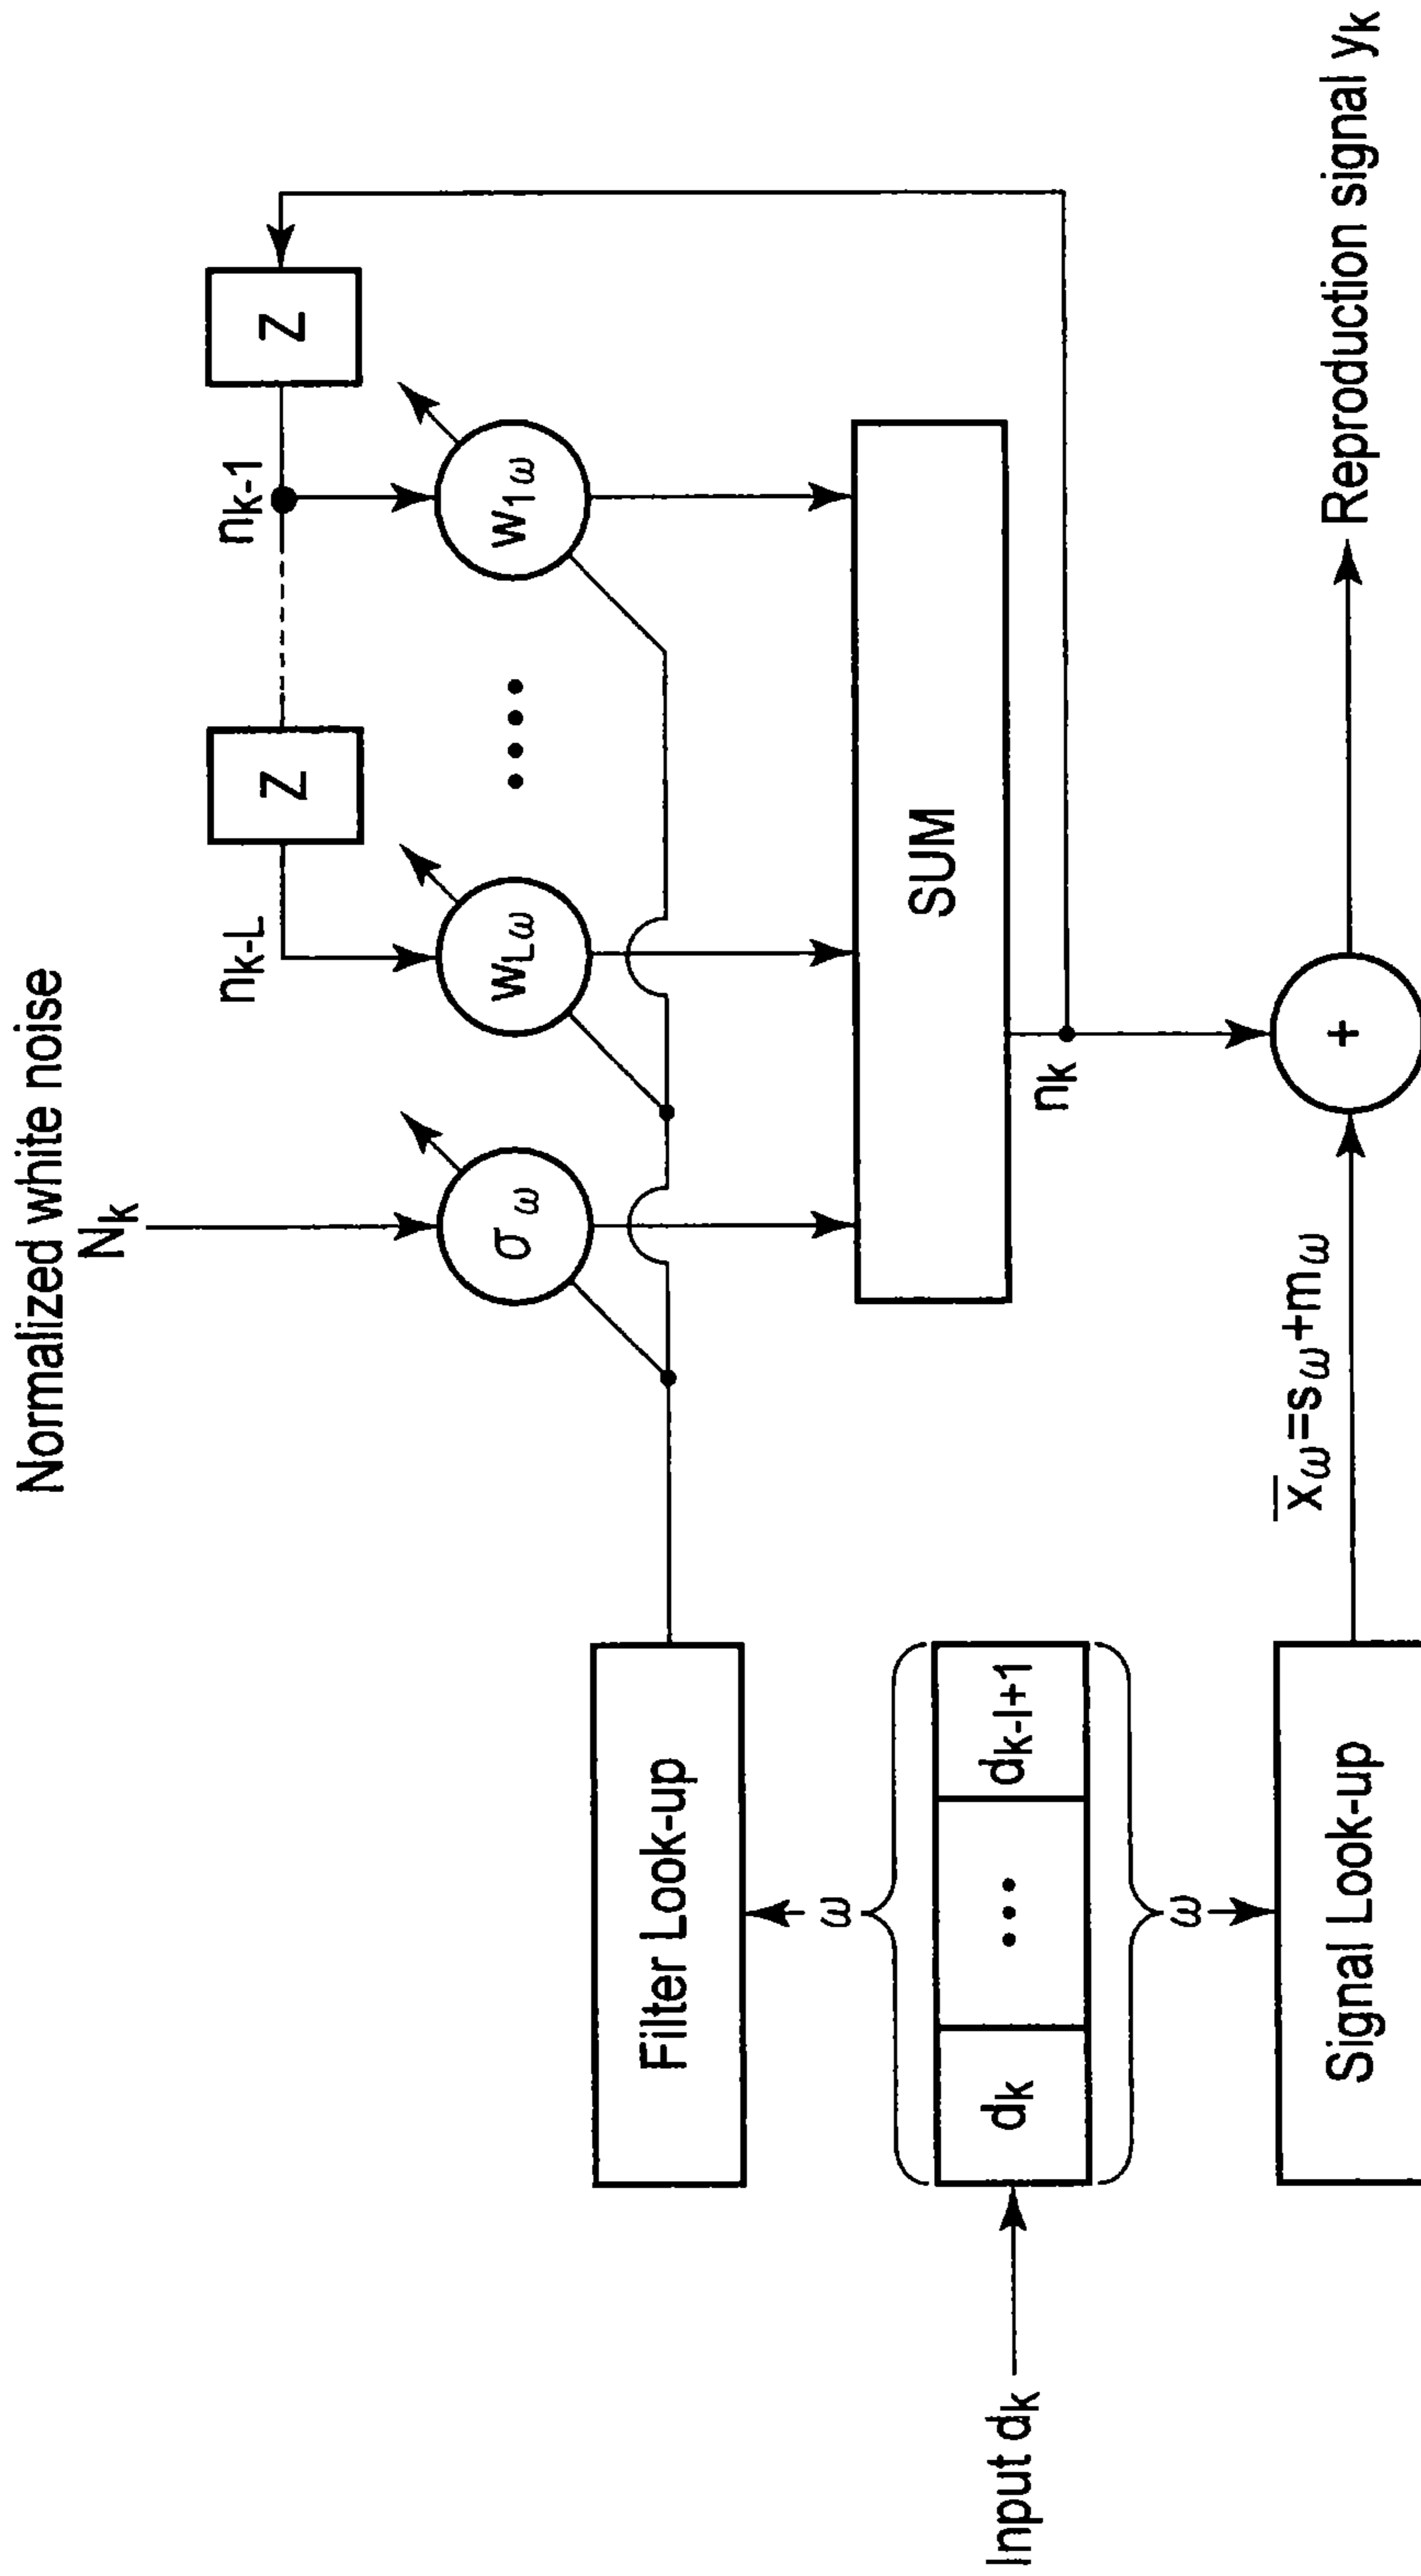 Normalized white noise
Nk
nk-L
nk-1
Z
Z
σω
wLω
w1ω
Filter Look-up
SUM
ω
Input dk
dk
dk-I+1
nk
ω
Signal Look-up
x̄ω=sω+mω
+
Reproduction signal yk